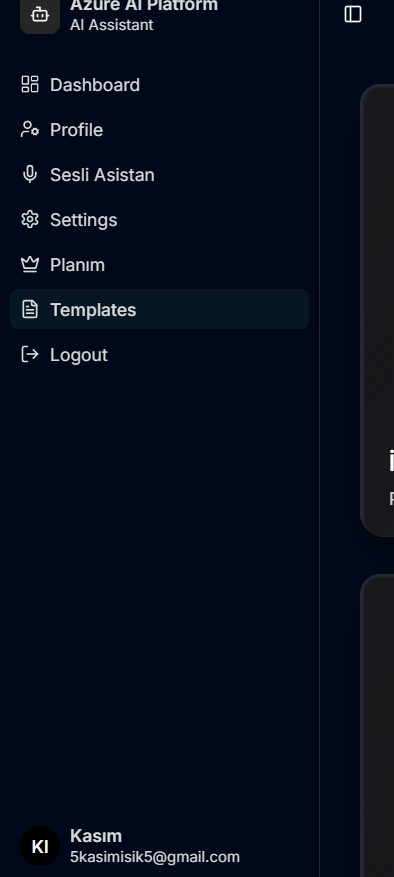 Azure AI Platform
AI Assistant
Dashboard
Profile
Sesli Asistan
Settings
Planım
Templates
Logout
KI
Kasım
5kasimisik5@gmail.com